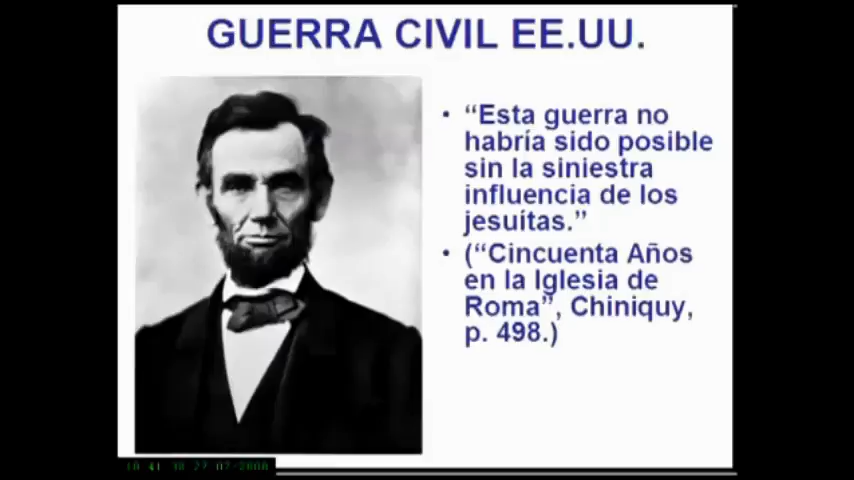 GUERRA CIVIL EE.UU.
• “Esta guerra no
habría sido posible
sin la siniestra
influencia de los
jesuítas.”
• (“Cincuenta Años
en la Iglesia de
Roma”, Chiniquy,
p. 498.)